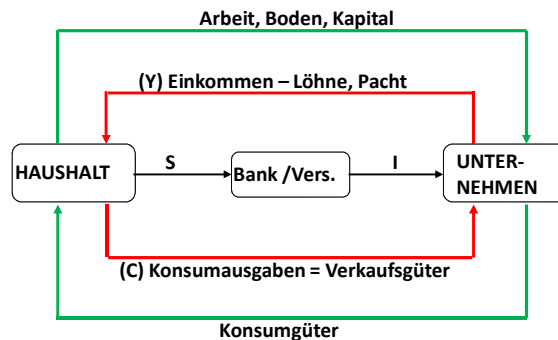 Arbeit, Boden, Kapital
(Y) Einkommen – Löhne, Pacht
HAUSHALT
S
Bank /Vers.
I
UNTER-
NEHMEN
(C) Konsumausgaben = Verkaufsgüter
Konsumgüter